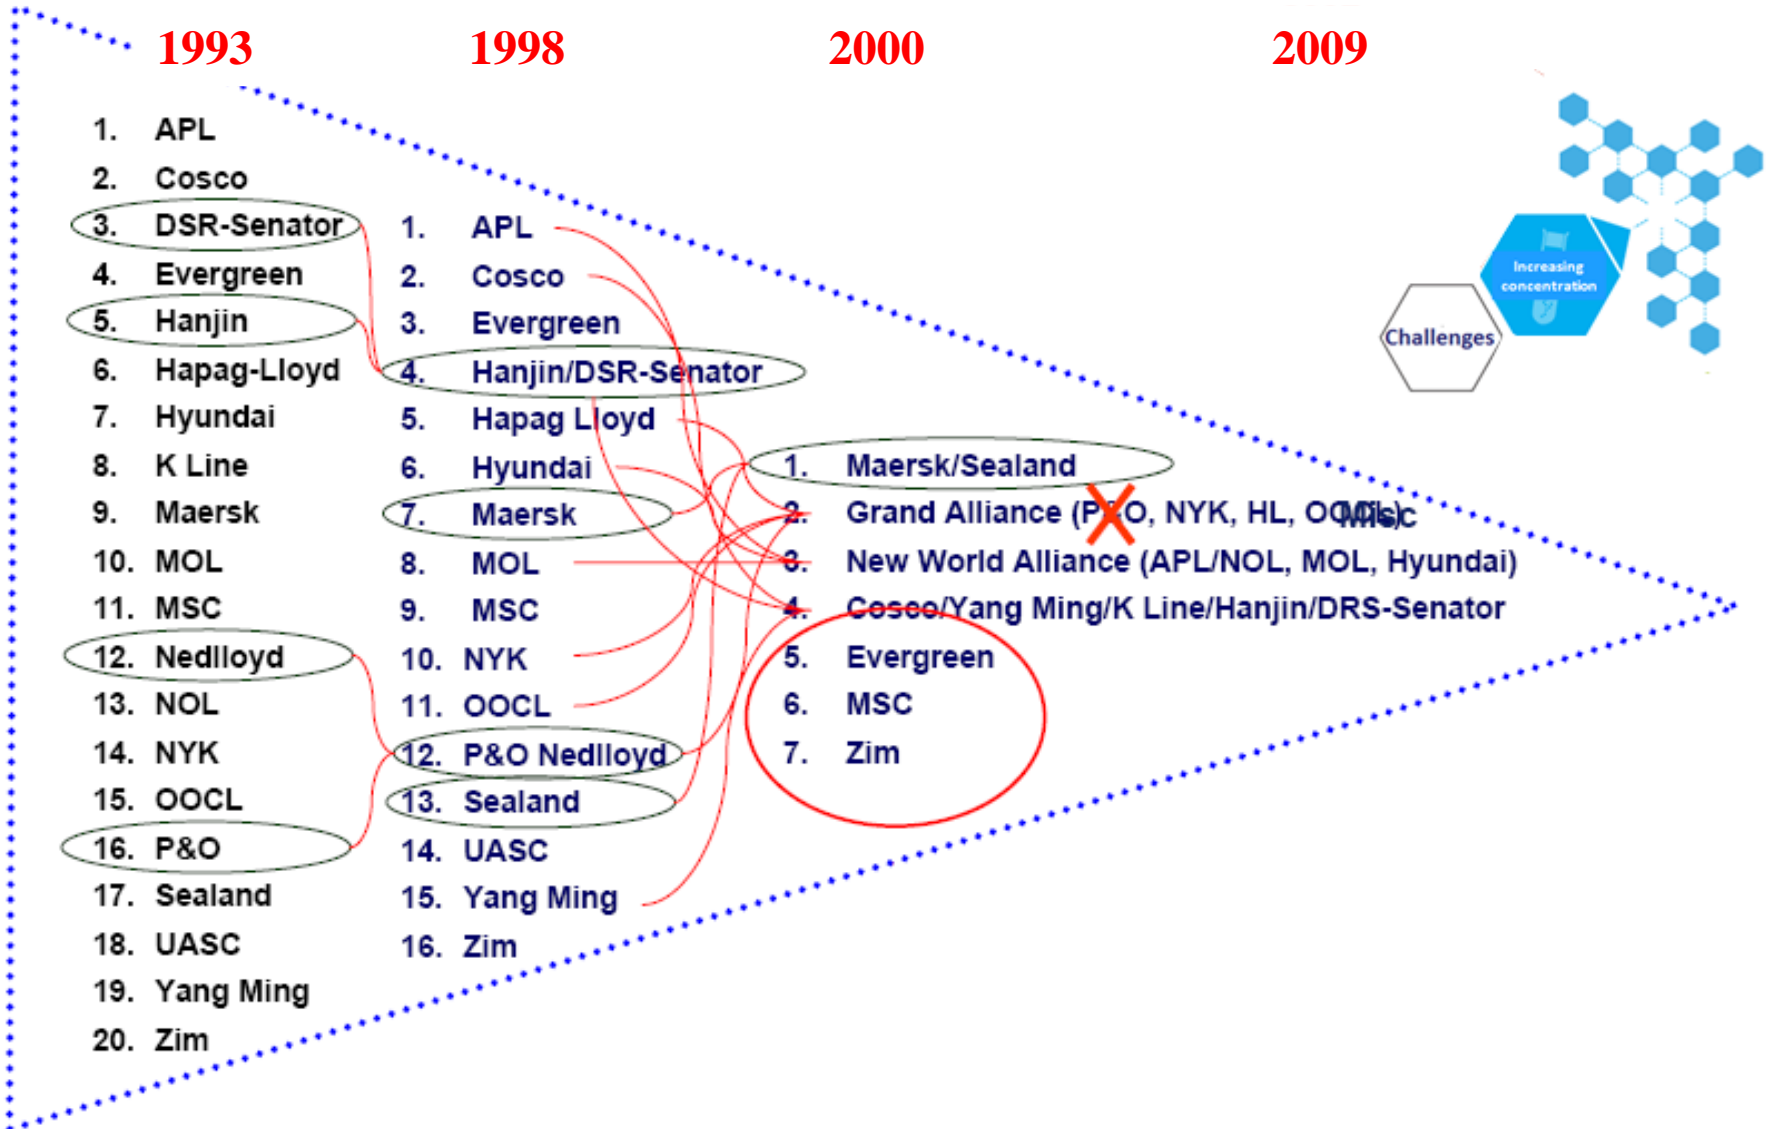 1993 1998 2000 2009
1. APL
2. Cosco
3. DSR-Senator
4. Evergreen
5. Hanjin
6. Hapag-Lloyd
7. Hyundai
8. K Line
9. Maersk
10. MOL
11. MSC
12. Nedlloyd
13. NOL
14. NYK
15. OOCL
16. P&O
17. Sealand
18. UASC
19. Yang Ming
20. Zim
1. APL
2. Cosco
3. Evergreen
4. Hanjin/DSR-Senator
5. Hapag Lloyd
6. Hyundai
7. Maersk
8. MOL
9. MSC
10. NYK
11. OOCL
12. P&O Nedlloyd
13. Sealand
14. UASC
15. Yang Ming
16. Zim
1. Maersk/Sealand
2. Grand Alliance (P&O, NYK, HL, OOCL)
Misc
3. New World Alliance (APL/NOL, MOL, Hyundai)
4. Cosco/Yang Ming/K Line/Hanjin/DRS-Senator
5. Evergreen
6. MSC
7. Zim
Increasing
concentration
Challenges